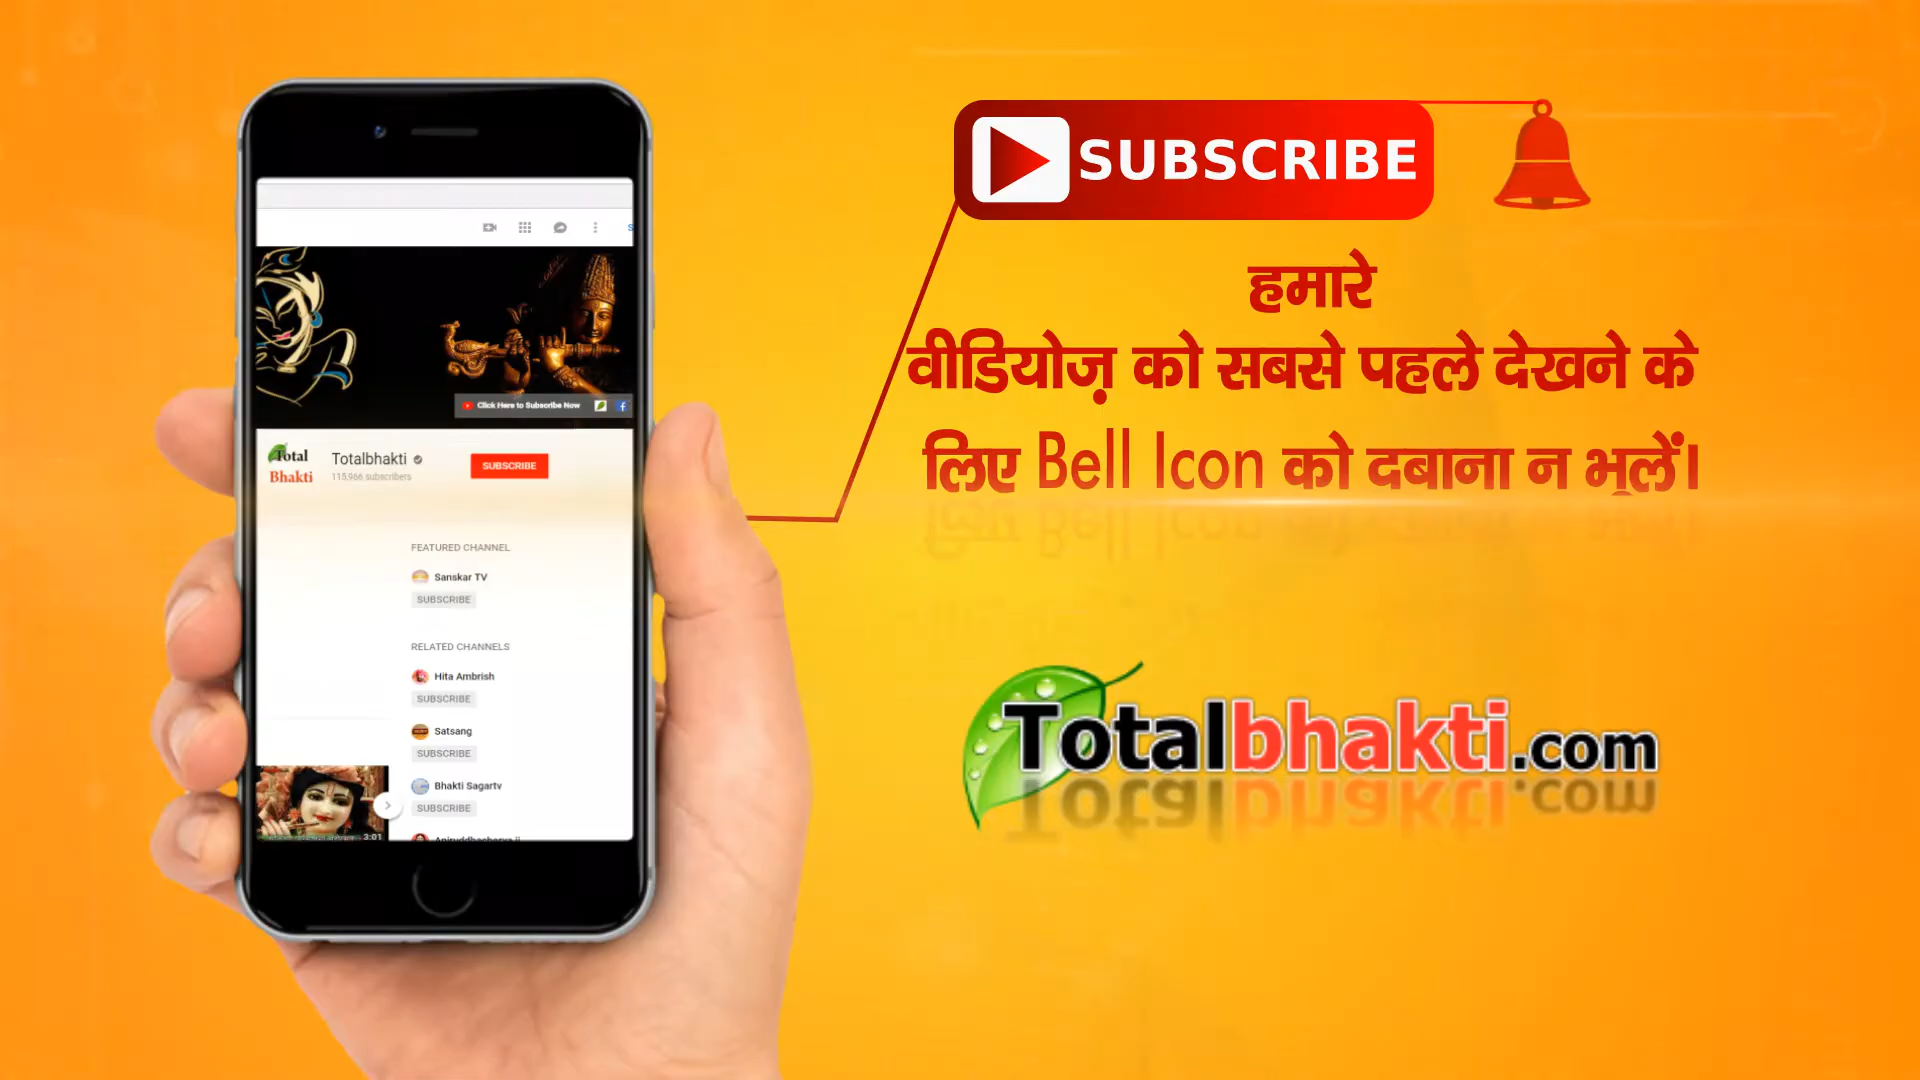 SUBSCRIBE
हमारे
वीडियोज़ को सबसे पहले देखने के
लिए Bell Icon को दबाना न भूलें।
Totalbhakti.com
Click Here to Subscribe Now
Total
Bhakti
Totalbhakti
115,966 subscribers
SUBSCRIBE
FEATURED CHANNEL
Sanskar TV
SUBSCRIBE
RELATED CHANNELS
Hita Ambrish
SUBSCRIBE
Satsang
SUBSCRIBE
Bhakti Sagartv
SUBSCRIBE
Aniruddhacharya ji
3:01